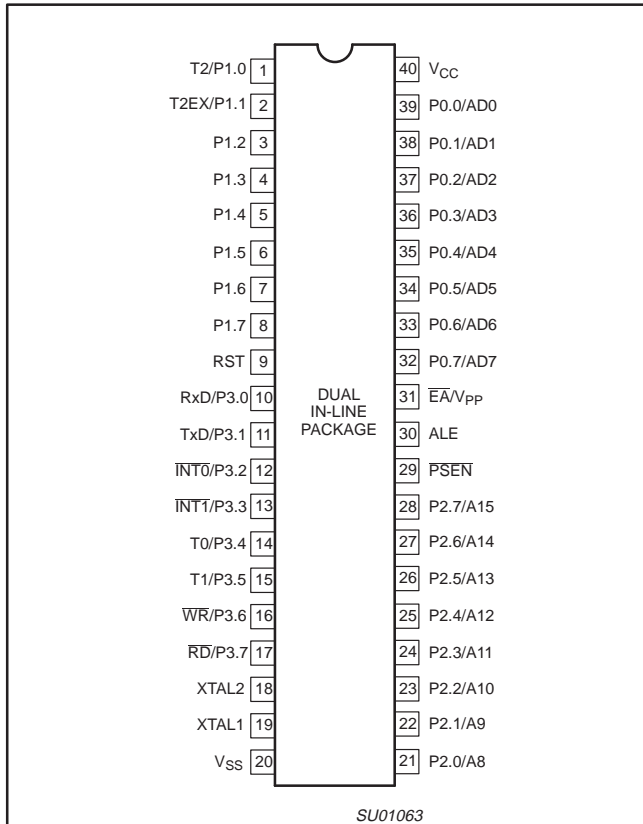 T2/P1.0 1 40 VCC
T2EX/P1.1 2 39 P0.0/AD0
P1.2 3 38 P0.1/AD1
P1.3 4 37 P0.2/AD2
P1.4 5 36 P0.3/AD3
P1.5 6 35 P0.4/AD4
P1.6 7 34 P0.5/AD5
P1.7 8 33 P0.6/AD6
RST 9 32 P0.7/AD7
RxD/P3.0 10 31 E̅A̅/VPP
TxD/P3.1 11 30 ALE
I̅N̅T̅0̅/P3.2 12 29 P̅S̅E̅N̅
I̅N̅T̅1̅/P3.3 13 28 P2.7/A15
T0/P3.4 14 27 P2.6/A14
T1/P3.5 15 26 P2.5/A13
W̅R̅/P3.6 16 25 P2.4/A12
R̅D̅/P3.7 17 24 P2.3/A11
XTAL2 18 23 P2.2/A10
XTAL1 19 22 P2.1/A9
VSS 20 21 P2.0/A8
DUAL
IN-LINE
PACKAGE
SU01063